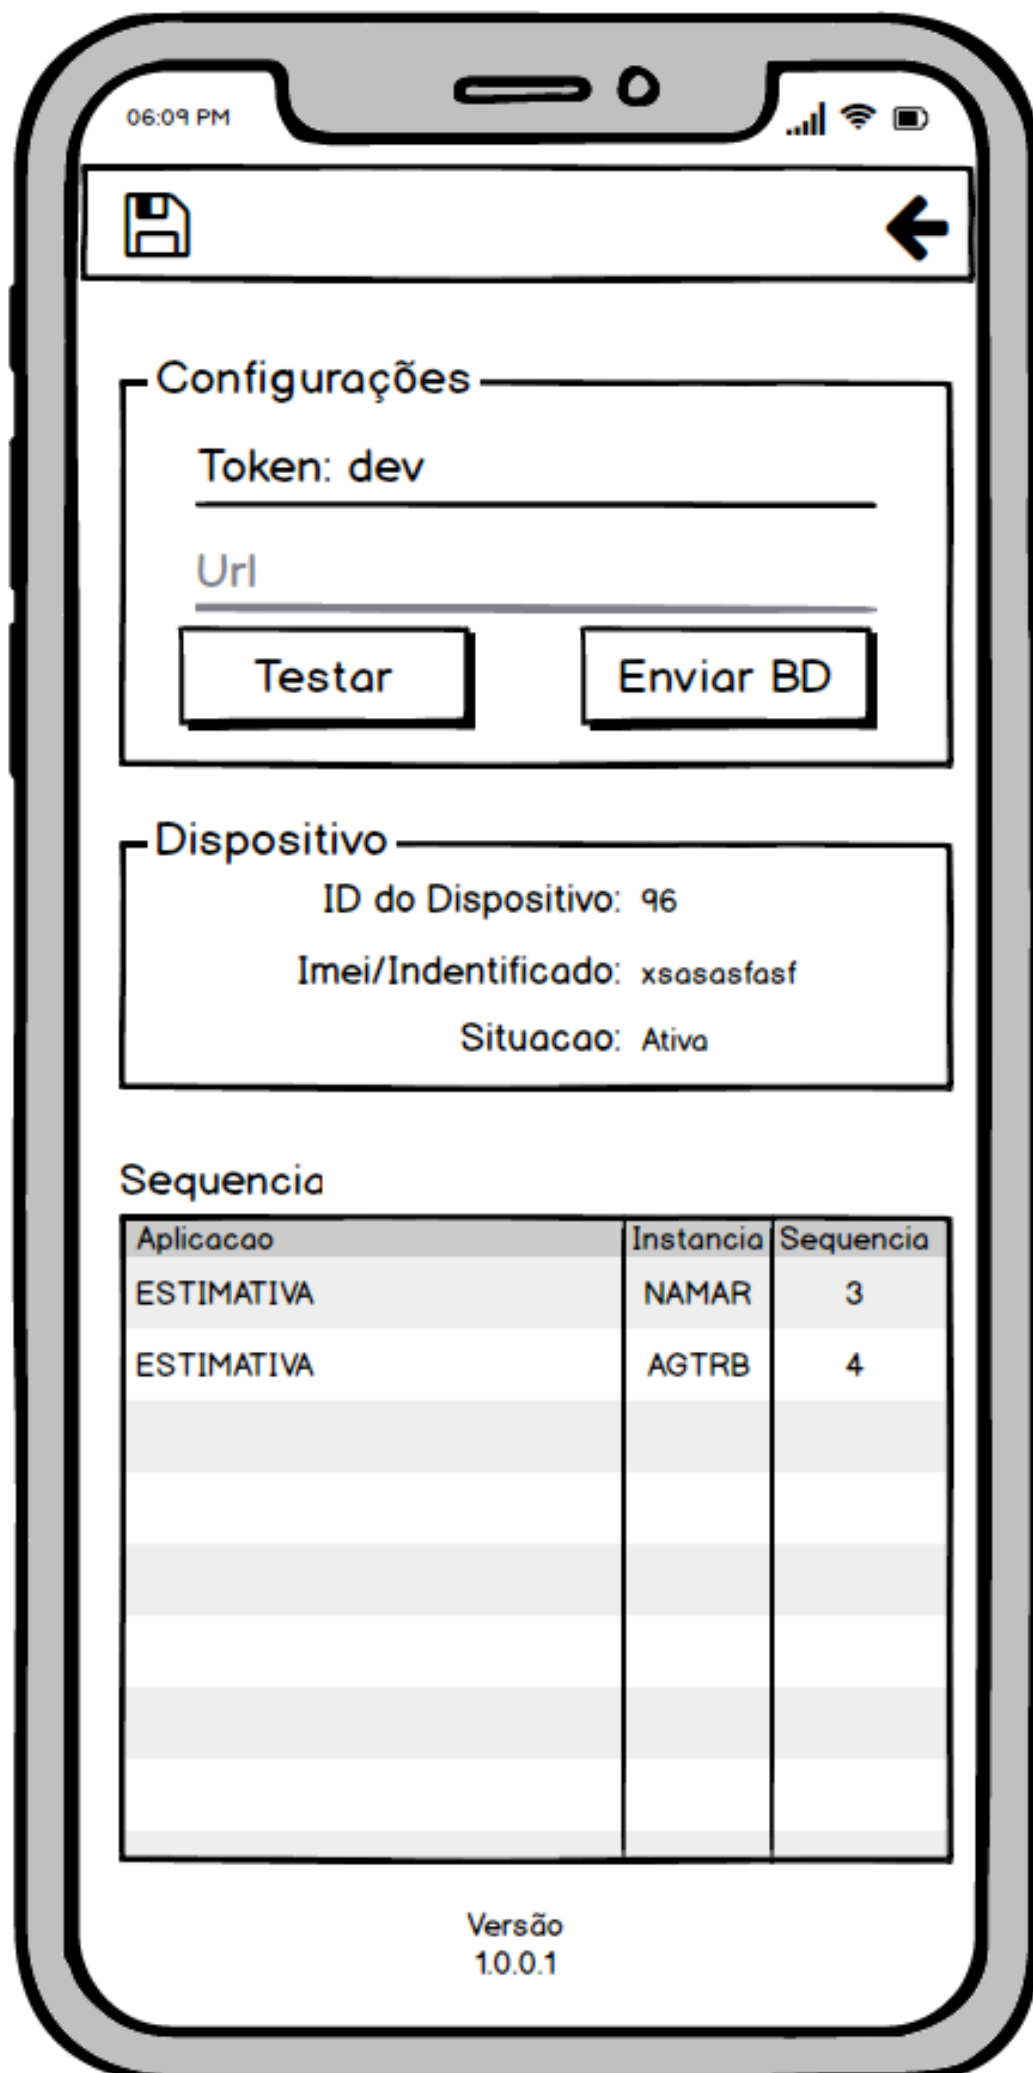 06:09 PM
Configurações
Token: dev
Url
Testar Enviar BD
Dispositivo
ID do Dispositivo: 96
Imei/Indentificado: xsasasfasf
Situacao: Ativa
Sequencia
Aplicacao Instancia Sequencia
ESTIMATIVA NAMAR 3
ESTIMATIVA AGTRB 4
Versão
1.0.0.1